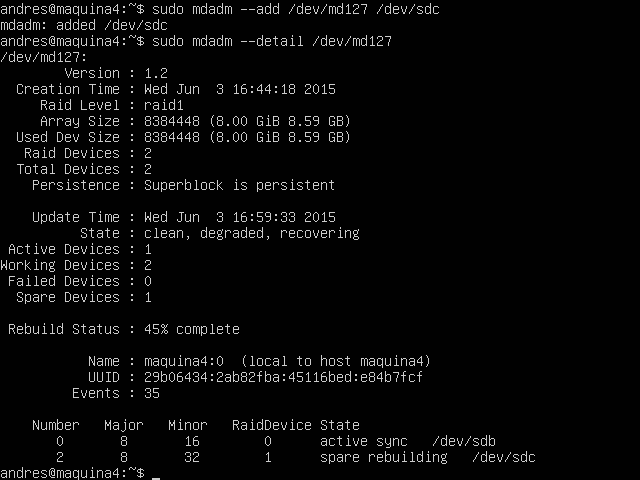 andres@maquina4:~$ sudo mdadm --add /dev/md127 /dev/sdc
mdadm: added /dev/sdc
andres@maquina4:~$ sudo mdadm --detail /dev/md127
/dev/md127:
        Version : 1.2
  Creation Time : Wed Jun  3 16:44:18 2015
     Raid Level : raid1
     Array Size : 8384448 (8.00 GiB 8.59 GB)
  Used Dev Size : 8384448 (8.00 GiB 8.59 GB)
   Raid Devices : 2
  Total Devices : 2
    Persistence : Superblock is persistent

    Update Time : Wed Jun  3 16:59:33 2015
          State : clean, degraded, recovering
 Active Devices : 1
Working Devices : 2
 Failed Devices : 0
  Spare Devices : 1

 Rebuild Status : 45% complete

           Name : maquina4:0  (local to host maquina4)
           UUID : 29b06434:2ab82fba:45116bed:e84b7fcf
         Events : 35

    Number   Major   Minor   RaidDevice State
       0       8       16        0      active sync   /dev/sdb
       2       8       32        1      spare rebuilding   /dev/sdc
andres@maquina4:~$ _